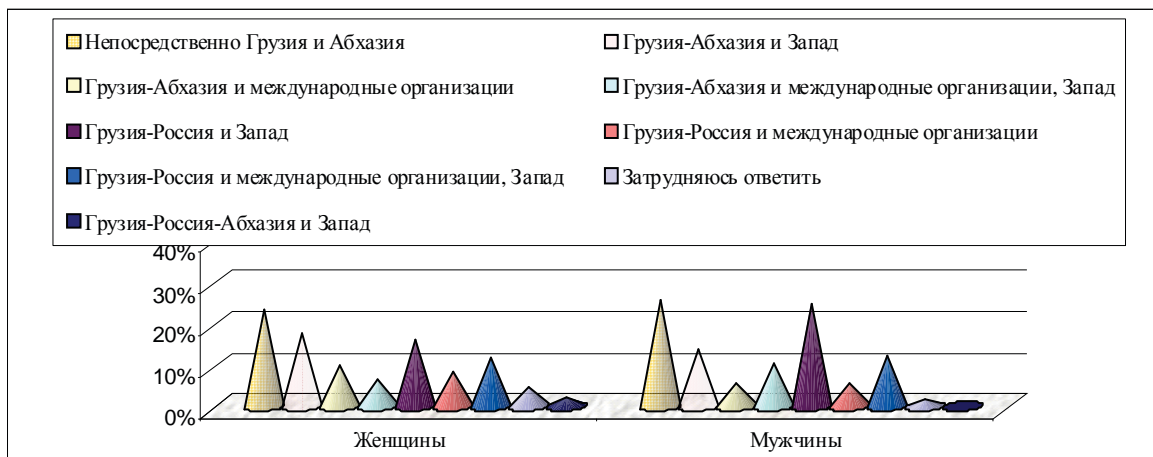 Непосредственно Грузия и Абхазия
Грузия-Абхазия и Запад
Грузия-Абхазия и международные организации
Грузия-Абхазия и международные организации, Запад
Грузия-Россия и Запад
Грузия-Россия и международные организации
Грузия-Россия и международные организации, Запад
Затрудняюсь ответить
Грузия-Россия-Абхазия и Запад
40%
30%
20%
10%
0%
Женщины
Мужчины